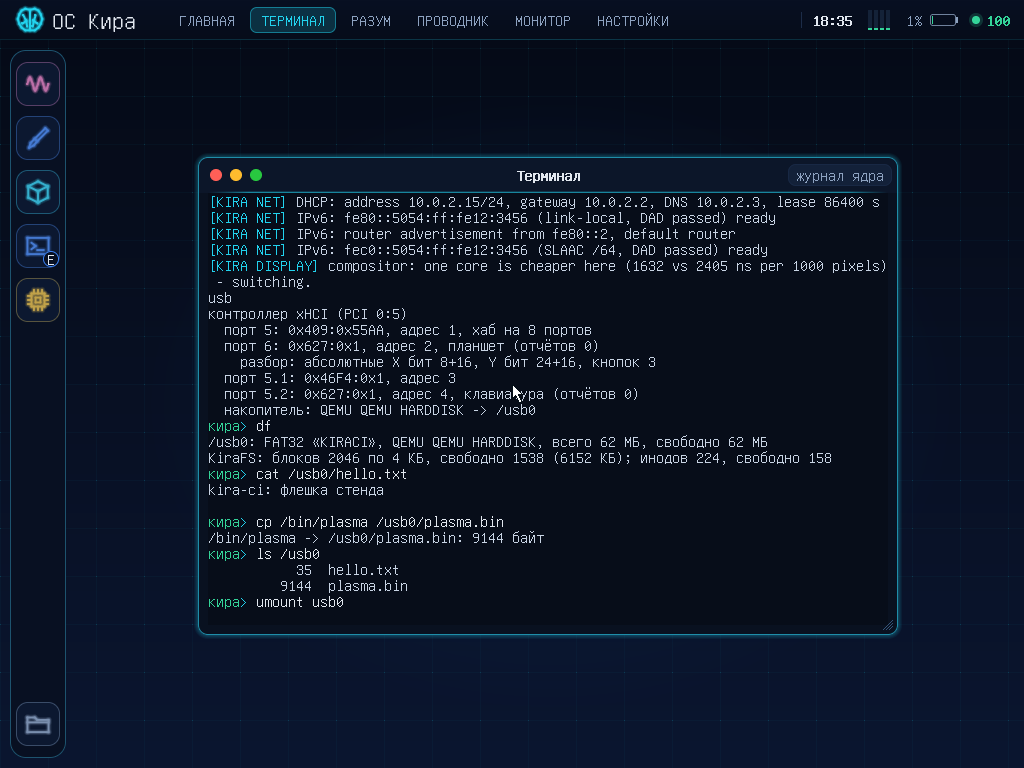 ОС Кира
ГЛАВНАЯ ТЕРМИНАЛ РАЗУМ ПРОВОДНИК МОНИТОР НАСТРОЙКИ
18:35 1% 100
E
Терминал
журнал ядра
[KIRA NET] DHCP: address 10.0.2.15/24, gateway 10.0.2.2, DNS 10.0.2.3, lease 86400 s
[KIRA NET] IPv6: fe80::5054:ff:fe12:3456 (link-local, DAD passed) ready
[KIRA NET] IPv6: router advertisement from fe80::2, default router
[KIRA NET] IPv6: fec0::5054:ff:fe12:3456 (SLAAC /64, DAD passed) ready
[KIRA DISPLAY] compositor: one core is cheaper here (1632 vs 2405 ns per 1000 pixels)
- switching.
usb
контроллер xHCI (PCI 0:5)
порт 5: 0x409:0x55AA, адрес 1, хаб на 8 портов
порт 6: 0x627:0x1, адрес 2, планшет (отчётов 0)
разбор: абсолютные X бит 8+16, Y бит 24+16, кнопок 3
порт 5.1: 0x46F4:0x1, адрес 3
порт 5.2: 0x627:0x1, адрес 4, клавиатура (отчётов 0)
накопитель: QEMU QEMU HARDDISK -> /usb0
кира> df
/usb0: FAT32 «KIRACI», QEMU QEMU HARDDISK, всего 62 МБ, свободно 62 МБ
KiraFS: блоков 2046 по 4 КБ, свободно 1538 (6152 КБ); инодов 224, свободно 158
кира> cat /usb0/hello.txt
kira-ci: флешка стенда
кира> cp /bin/plasma /usb0/plasma.bin
/bin/plasma -> /usb0/plasma.bin: 9144 байт
кира> ls /usb0
35 hello.txt
9144 plasma.bin
кира> umount usb0